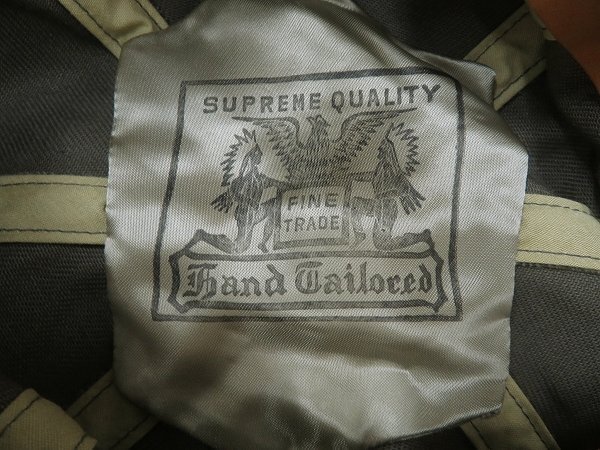 SUPREME QUALITY
FINE
TRADE
Hand Tailored